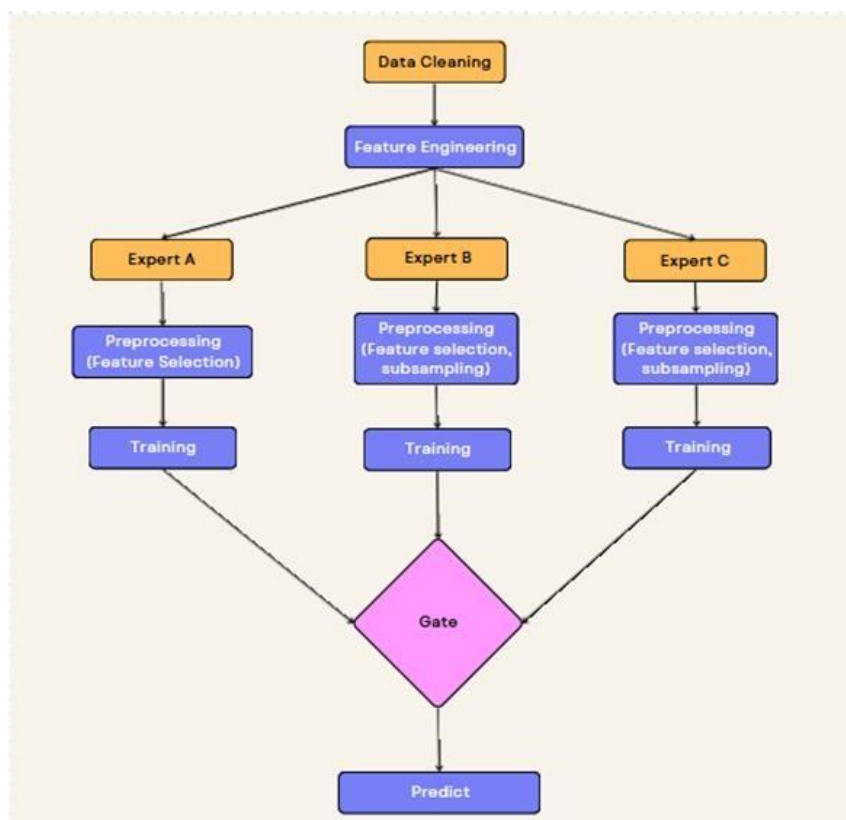 Data Cleaning
Feature Engineering
Expert A
Expert B
Expert C
Preprocessing
(Feature Selection)
Preprocessing
(Feature selection,
subsampling)
Preprocessing
(Feature selection,
subsampling)
Training
Training
Training
Gate
Predict